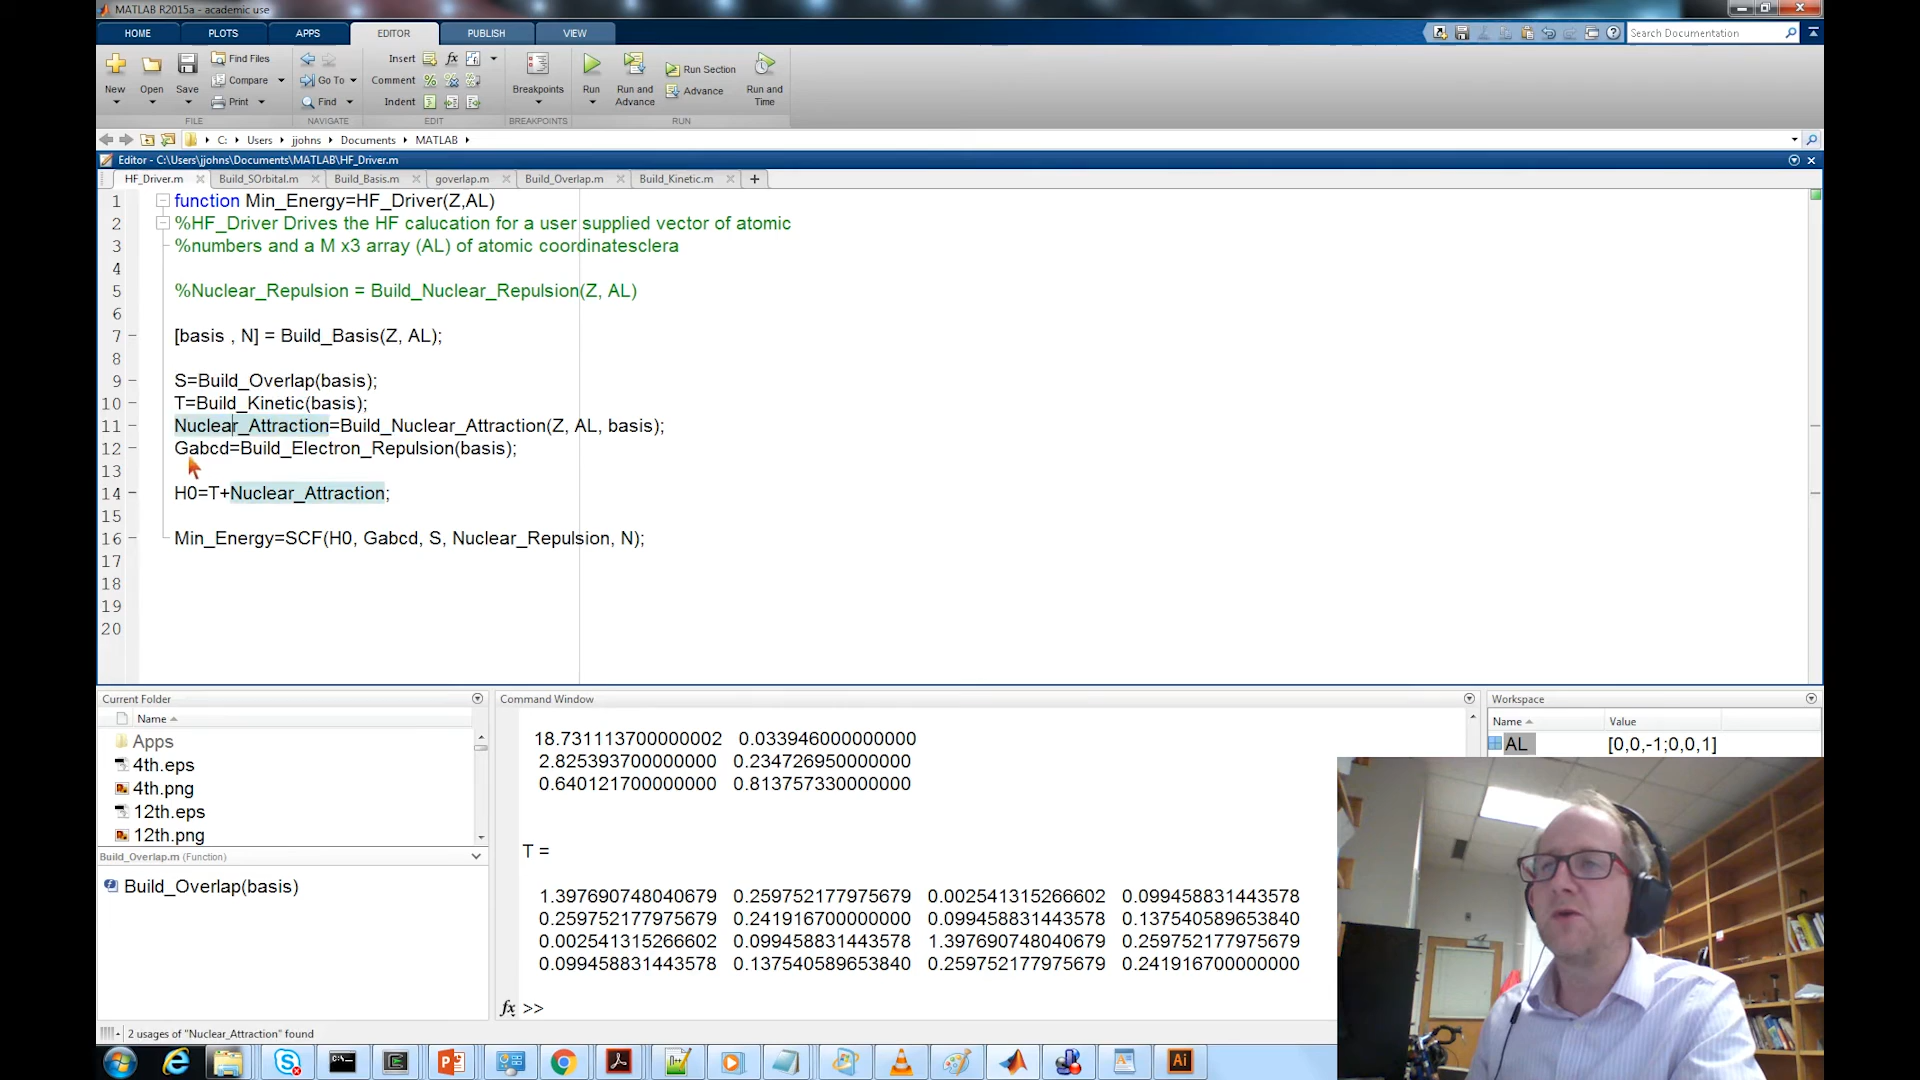 MATLAB R2015a - academic use
HOME PLOTS APPS EDITOR PUBLISH VIEW
Search Documentation
New Open Save Find Files Compare Print
Go To Find
Insert Comment Indent
Breakpoints Run Run and Advance Run Section Advance Run and Time
FILE NAVIGATE EDIT BREAKPOINTS RUN
C: Users jjohns Documents MATLAB
Editor - C:\Users\jjohns\Documents\MATLAB\HF_Driver.m
HF_Driver.m Build_SOrbital.m Build_Basis.m goverlap.m Build_Overlap.m Build_Kinetic.m
1 function Min_Energy=HF_Driver(Z,AL)
2 %HF_Driver Drives the HF calucation for a user supplied vector of atomic
3 %numbers and a M x3 array (AL) of atomic coordinatesclera
4
5 %Nuclear_Repulsion = Build_Nuclear_Repulsion(Z, AL)
6
7 [basis , N] = Build_Basis(Z, AL);
8
9 S=Build_Overlap(basis);
10 T=Build_Kinetic(basis);
11 Nuclear_Attraction=Build_Nuclear_Attraction(Z, AL, basis);
12 Gabcd=Build_Electron_Repulsion(basis);
13
14 H0=T+Nuclear_Attraction;
15
16 Min_Energy=SCF(H0, Gabcd, S, Nuclear_Repulsion, N);
17
18
19
20
Current Folder
Name
Apps
4th.eps
4th.png
12th.eps
12th.png
Build_Overlap.m (Function)
Build_Overlap(basis)
Command Window
18.731113700000002 0.033946000000000
2.825393700000000 0.234726950000000
0.640121700000000 0.813757330000000
T =
1.397690748040679 0.259752177975679 0.002541315266602 0.099458831443578
0.259752177975679 0.241916700000000 0.099458831443578 0.137540589653840
0.002541315266602 0.099458831443578 1.397690748040679 0.259752177975679
0.099458831443578 0.137540589653840 0.259752177975679 0.241916700000000
fx >>
Workspace
Name Value
AL [0,0,-1;0,0,1]
2 usages of "Nuclear_Attraction" found
Ai